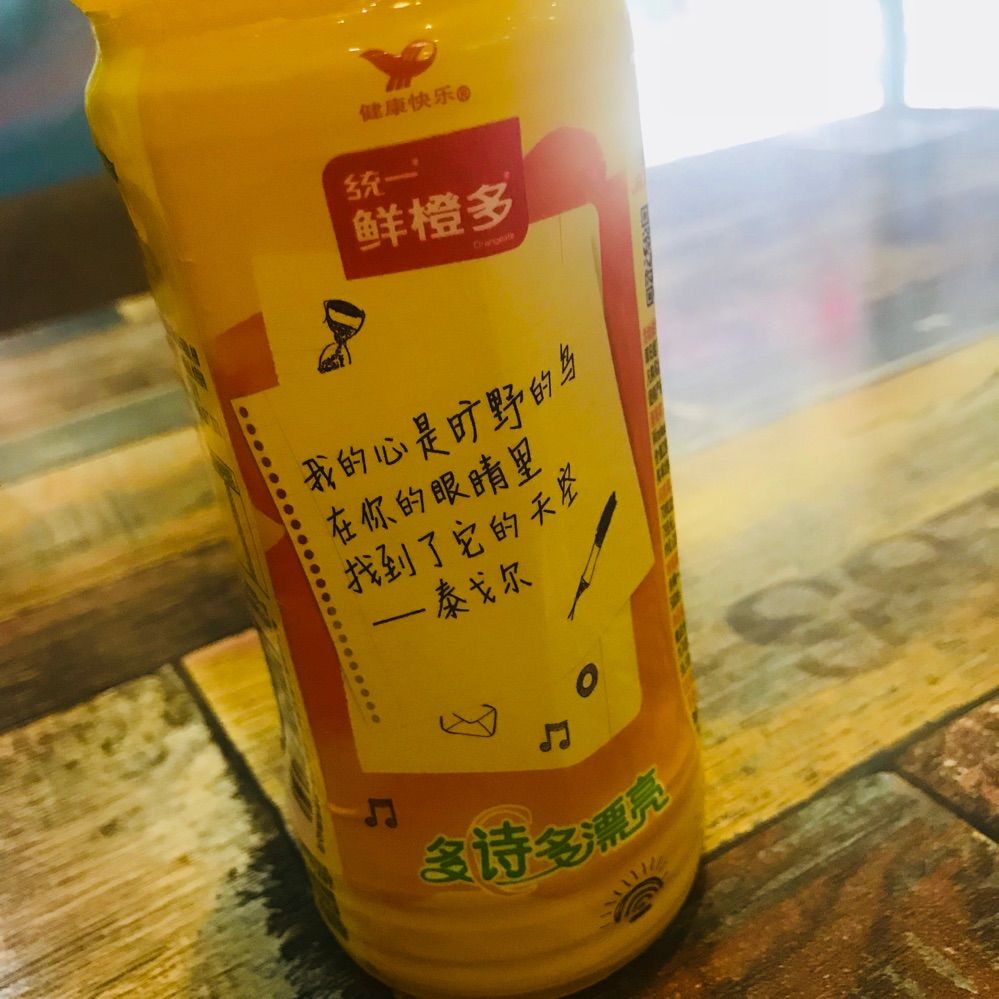 健康快乐®
统一
鲜橙多
我的心是旷野的鸟
在你的眼睛里
找到了它的天空
——泰戈尔
多诗多漂亮